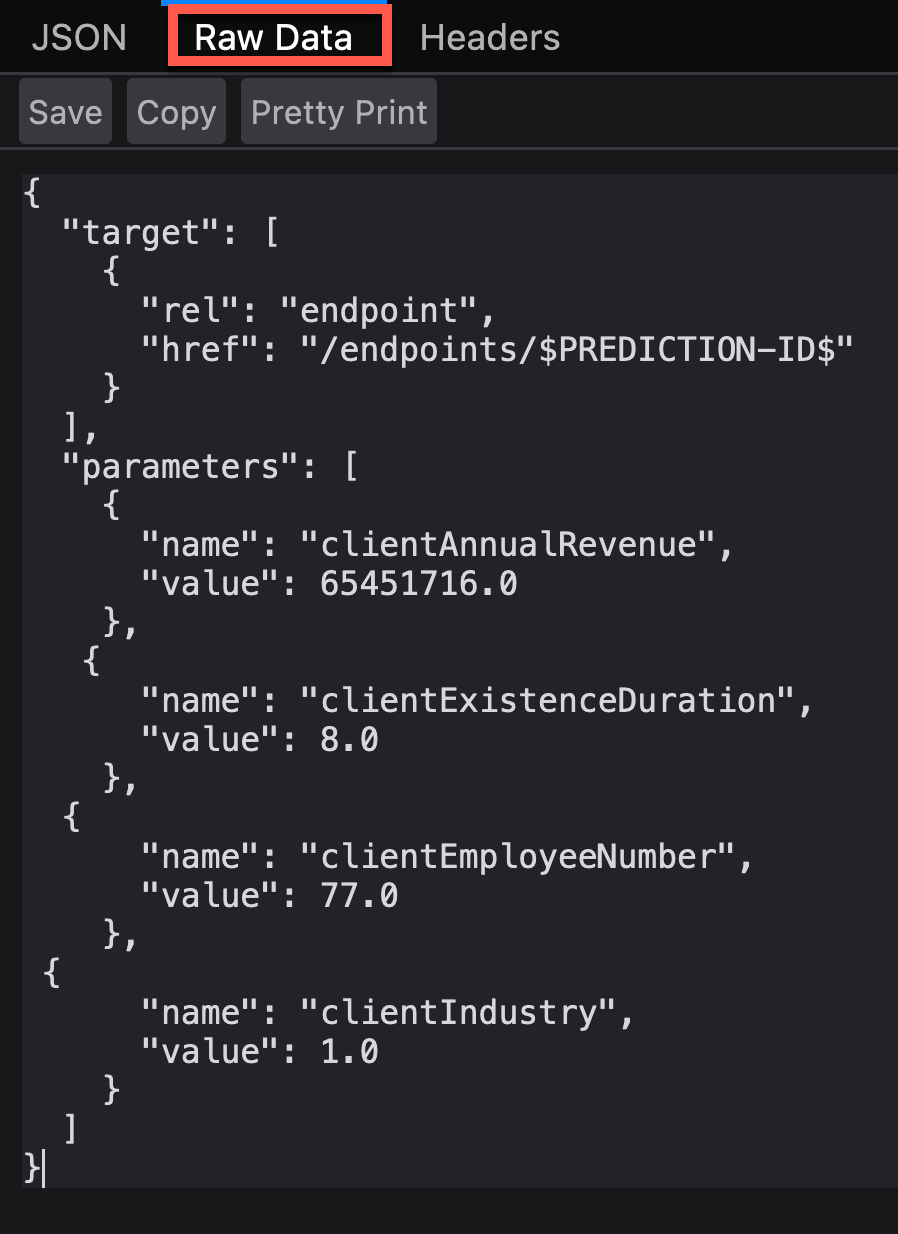 JSON Raw Data Headers
Save Copy Pretty Print
{
  "target": [
    {
      "rel": "endpoint",
      "href": "/endpoints/$PREDICTION-ID$"
    }
  ],
  "parameters": [
    {
      "name": "clientAnnualRevenue",
      "value": 65451716.0
    },
   {
      "name": "clientExistenceDuration",
      "value": 8.0
    },
  {
      "name": "clientEmployeeNumber",
      "value": 77.0
    },
 {
      "name": "clientIndustry",
      "value": 1.0
    }
  ]
}